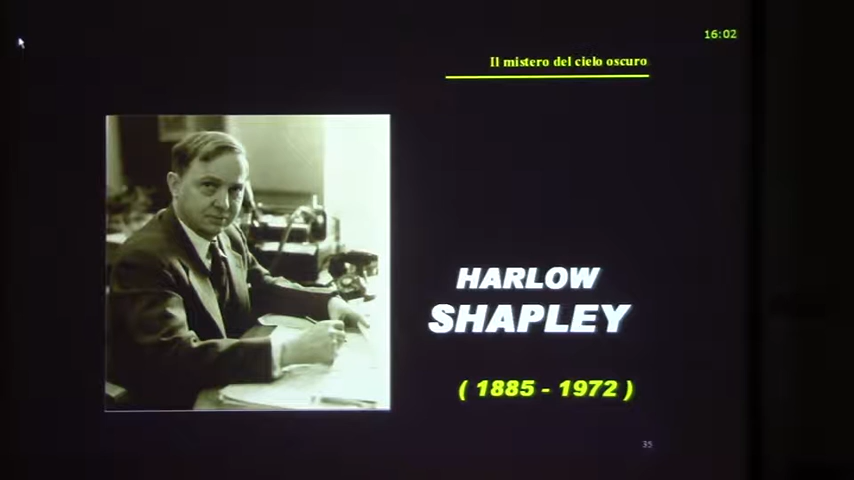 16:02
Il mistero del cielo oscuro
HARLOW
SHAPLEY
( 1885 - 1972 )
35